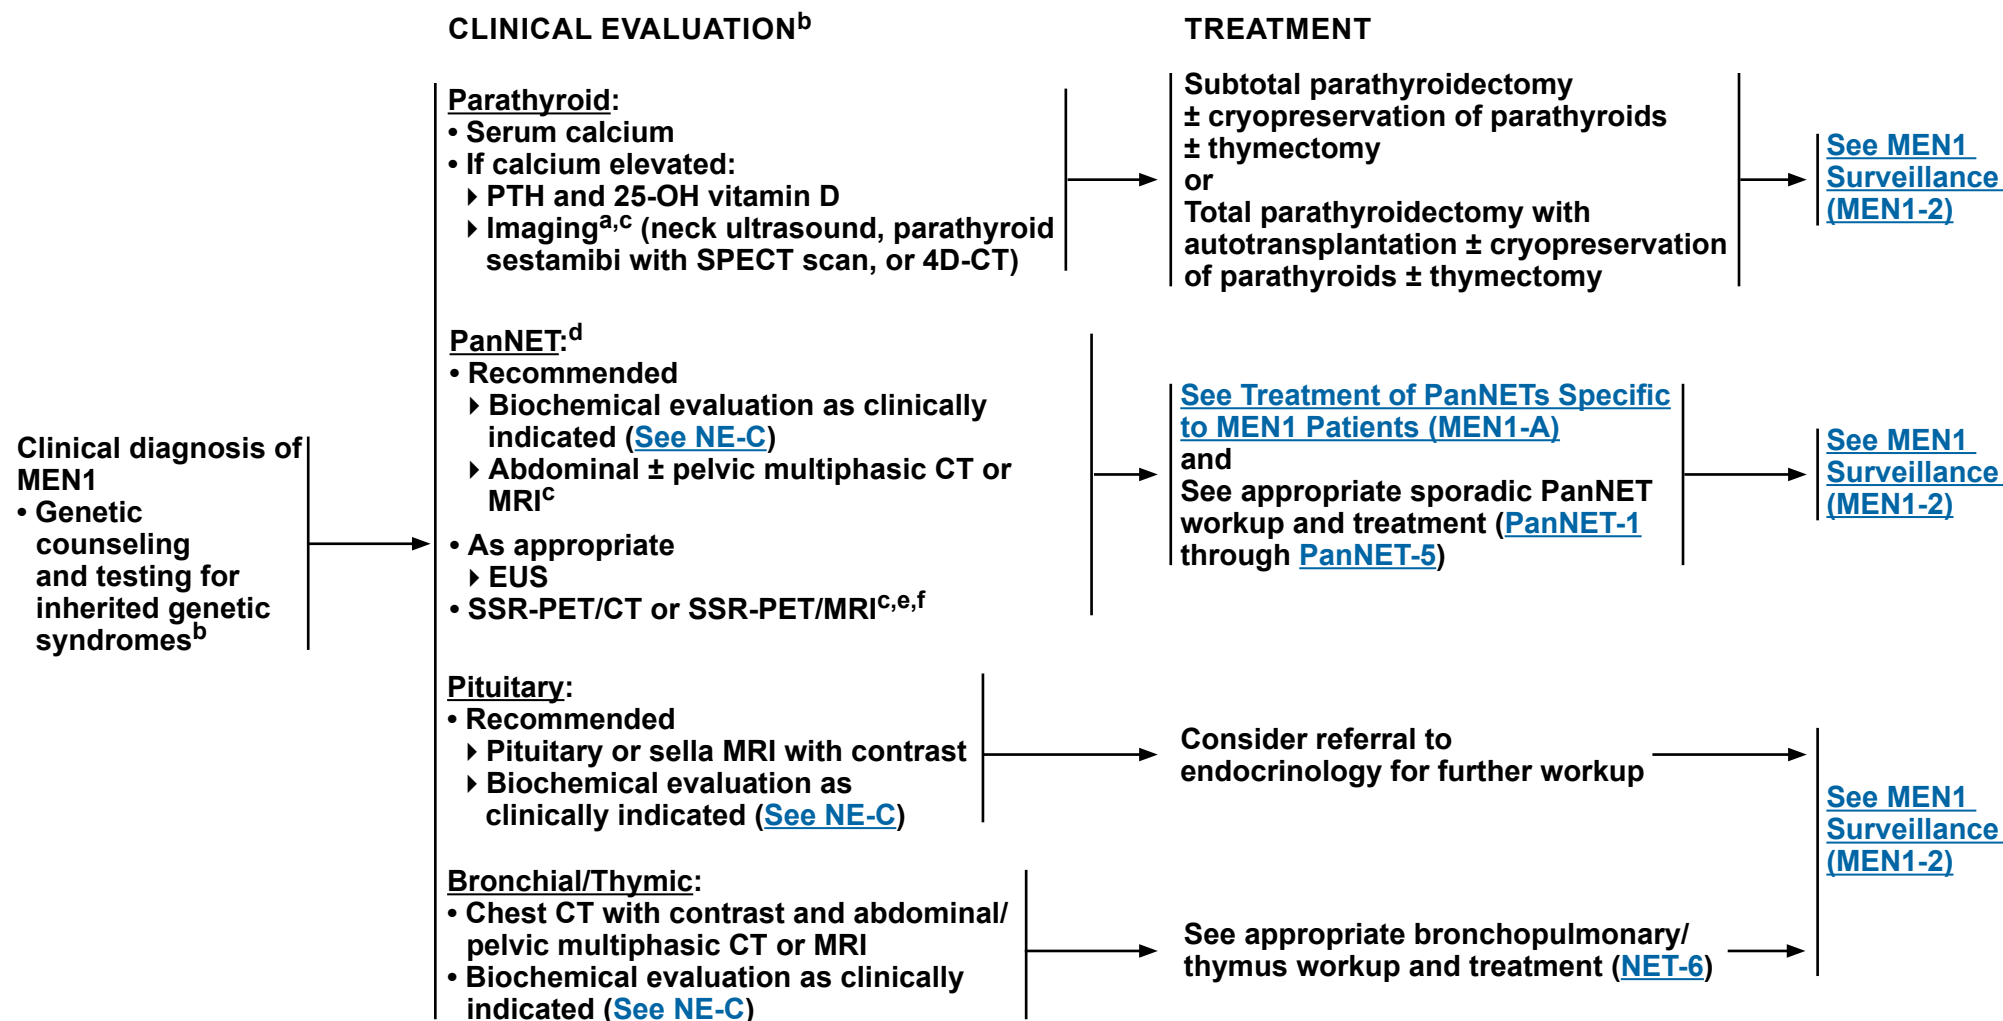 CLINICAL EVALUATIONb
TREATMENT
Clinical diagnosis of
MEN1
• Genetic
counseling
and testing for
inherited genetic
syndromesb
Parathyroid:
• Serum calcium
• If calcium elevated:
▸ PTH and 25-OH vitamin D
▸ Imaginga,c (neck ultrasound, parathyroid
sestamibi with SPECT scan, or 4D-CT)
Subtotal parathyroidectomy
± cryopreservation of parathyroids
± thymectomy
or
Total parathyroidectomy with
autotransplantation ± cryopreservation
of parathyroids ± thymectomy
See MEN1
Surveillance
(MEN1-2)
PanNET:d
• Recommended
▸ Biochemical evaluation as clinically
indicated (See NE-C)
▸ Abdominal ± pelvic multiphasic CT or
MRIc
• As appropriate
▸ EUS
• SSR-PET/CT or SSR-PET/MRIc,e,f
See Treatment of PanNETs Specific
to MEN1 Patients (MEN1-A)
and
See appropriate sporadic PanNET
workup and treatment (PanNET-1
through PanNET-5)
See MEN1
Surveillance
(MEN1-2)
Pituitary:
• Recommended
▸ Pituitary or sella MRI with contrast
▸ Biochemical evaluation as
clinically indicated (See NE-C)
Consider referral to
endocrinology for further workup
Bronchial/Thymic:
• Chest CT with contrast and abdominal/
pelvic multiphasic CT or MRI
• Biochemical evaluation as clinically
indicated (See NE-C)
See appropriate bronchopulmonary/
thymus workup and treatment (NET-6)
See MEN1
Surveillance
(MEN1-2)